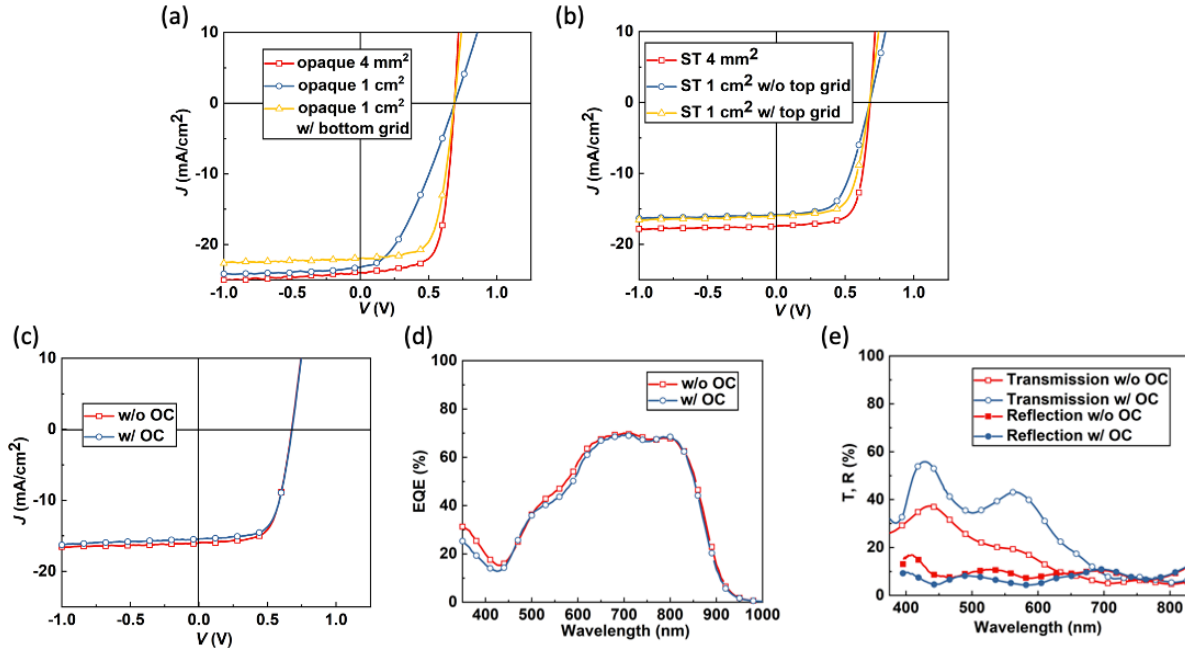 (a)
10
0
-10
-20
J (mA/cm²)
opaque 4 mm²
opaque 1 cm²
opaque 1 cm²
w/ bottom grid
-1.0 -0.5 0.0 0.5 1.0
V (V)
(b)
10
0
-10
-20
J (mA/cm²)
ST 4 mm²
ST 1 cm² w/o top grid
ST 1 cm² w/ top grid
-1.0 -0.5 0.0 0.5 1.0
V (V)
(c)
10
0
-10
-20
J (mA/cm²)
w/o OC
w/ OC
-1.0 -0.5 0.0 0.5 1.0
V (V)
(d)
100
80
60
40
20
0
EQE (%)
w/o OC
w/ OC
400 500 600 700 800 900 1000
Wavelength (nm)
(e)
100
80
60
40
20
0
T, R (%)
Transmission w/o OC
Transmission w/ OC
Reflection w/o OC
Reflection w/ OC
400 500 600 700 800
Wavelength (nm)